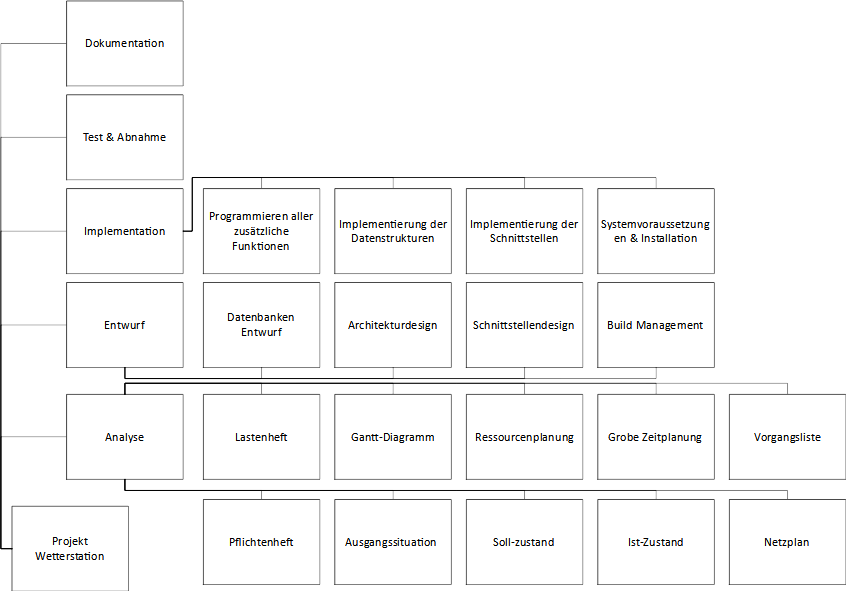 Dokumentation
Test & Abnahme
Implementation
Programmieren aller
zusätzliche
Funktionen
Implementierung der
Datenstrukturen
Implementierung der
Schnittstellen
Systemvoraussetzung
en & Installation
Entwurf
Datenbanken
Entwurf
Architekturdesign
Schnittstellendesign
Build Management
Analyse
Lastenheft
Gantt-Diagramm
Ressourcenplanung
Grobe Zeitplanung
Vorgangsliste
Projekt
Wetterstation
Pflichtenheft
Ausgangssituation
Soll-zustand
Ist-Zustand
Netzplan